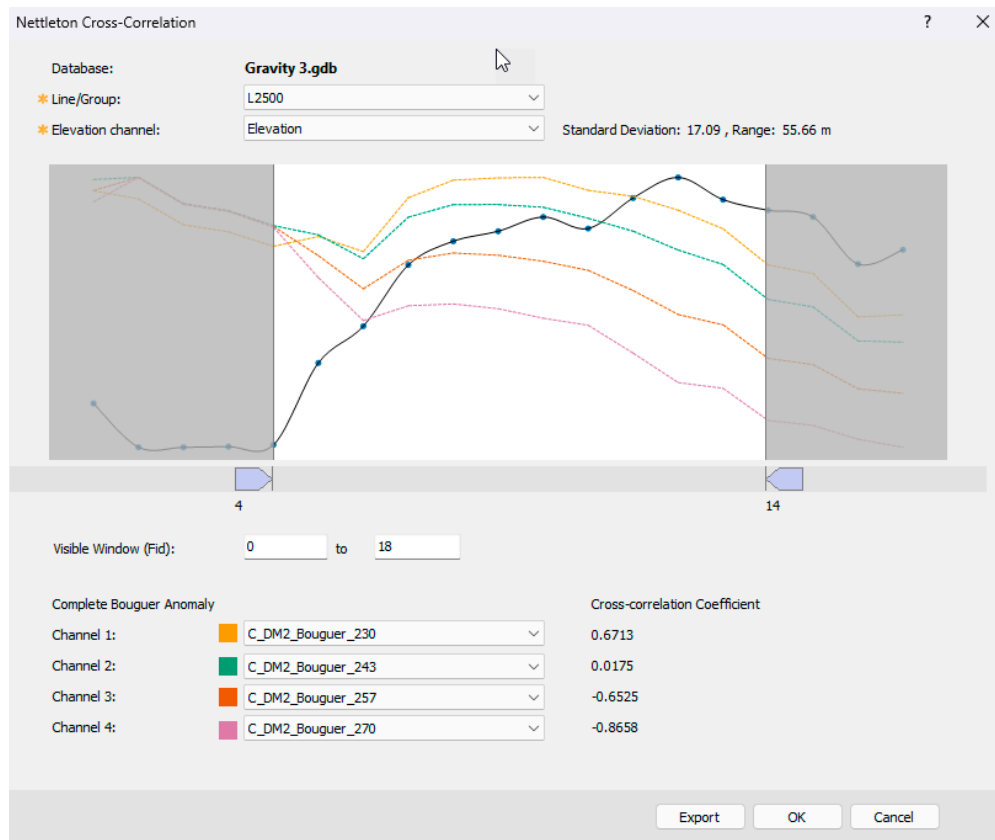 Nettleton Cross-Correlation ? ×
Database: Gravity 3.gdb
* Line/Group: L2500
* Elevation channel: Elevation Standard Deviation: 17.09 , Range: 55.66 m
4 14
Visible Window (Fid): 0 to 18
Complete Bouguer Anomaly Cross-correlation Coefficient
Channel 1: C_DM2_Bouguer_230 0.6713
Channel 2: C_DM2_Bouguer_243 0.0175
Channel 3: C_DM2_Bouguer_257 -0.6525
Channel 4: C_DM2_Bouguer_270 -0.8658
Export OK Cancel